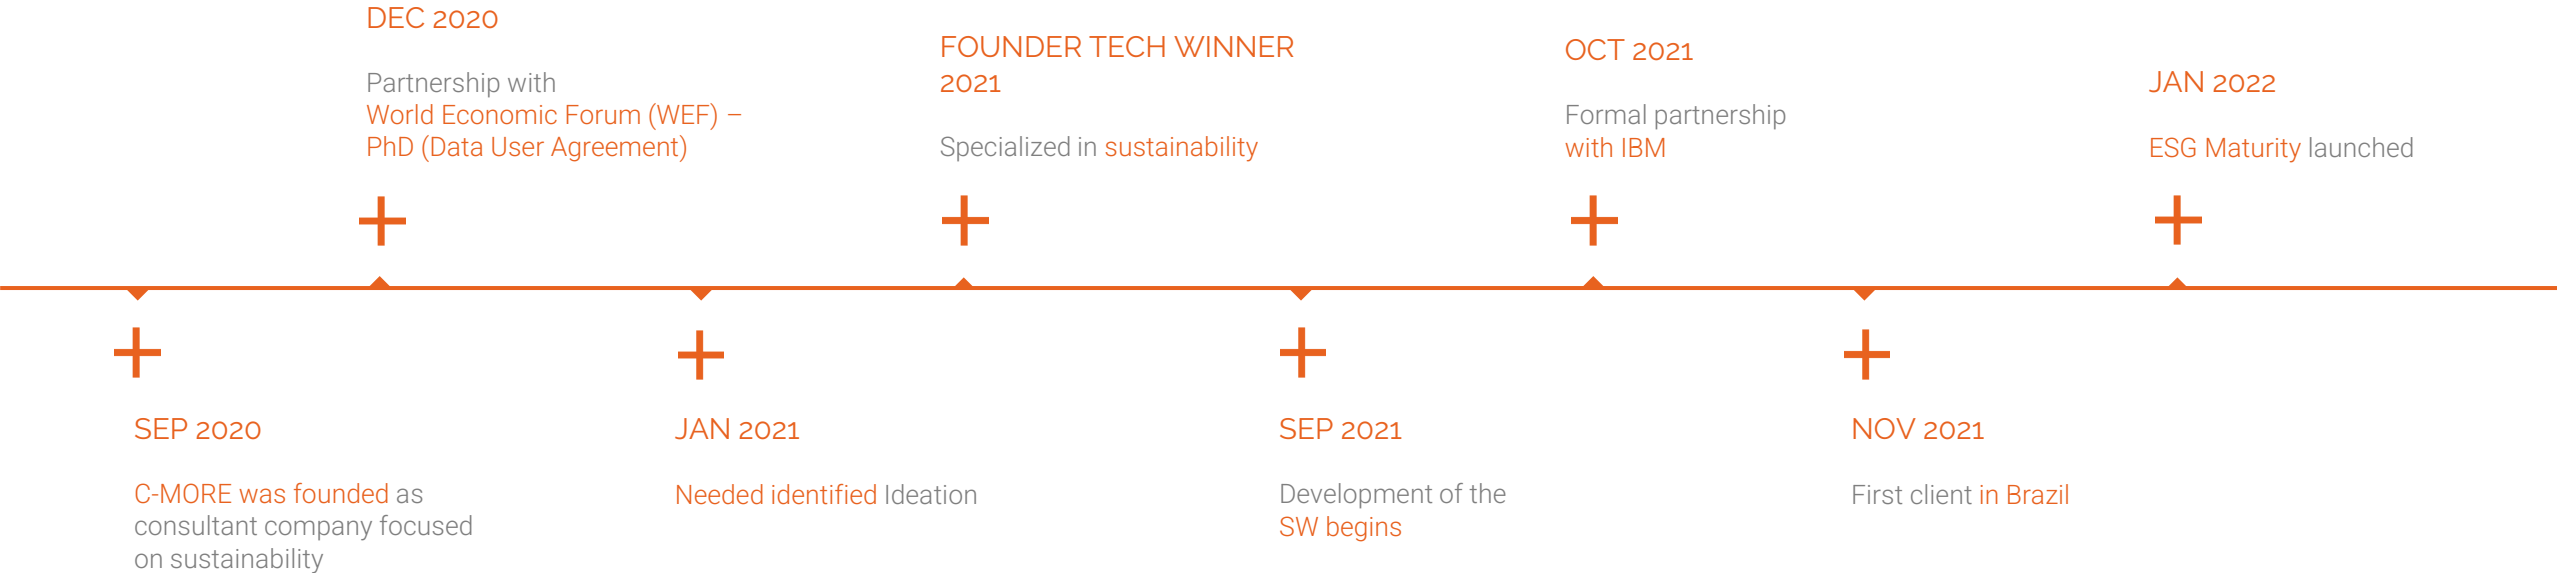 DEC 2020
Partnership with
World Economic Forum (WEF) –
PhD (Data User Agreement)
FOUNDER TECH WINNER
2021
Specialized in sustainability
OCT 2021
Formal partnership
with IBM
JAN 2022
ESG Maturity launched
SEP 2020
C-MORE was founded as
consultant company focused
on sustainability
JAN 2021
Needed identified Ideation
SEP 2021
Development of the
SW begins
NOV 2021
First client in Brazil